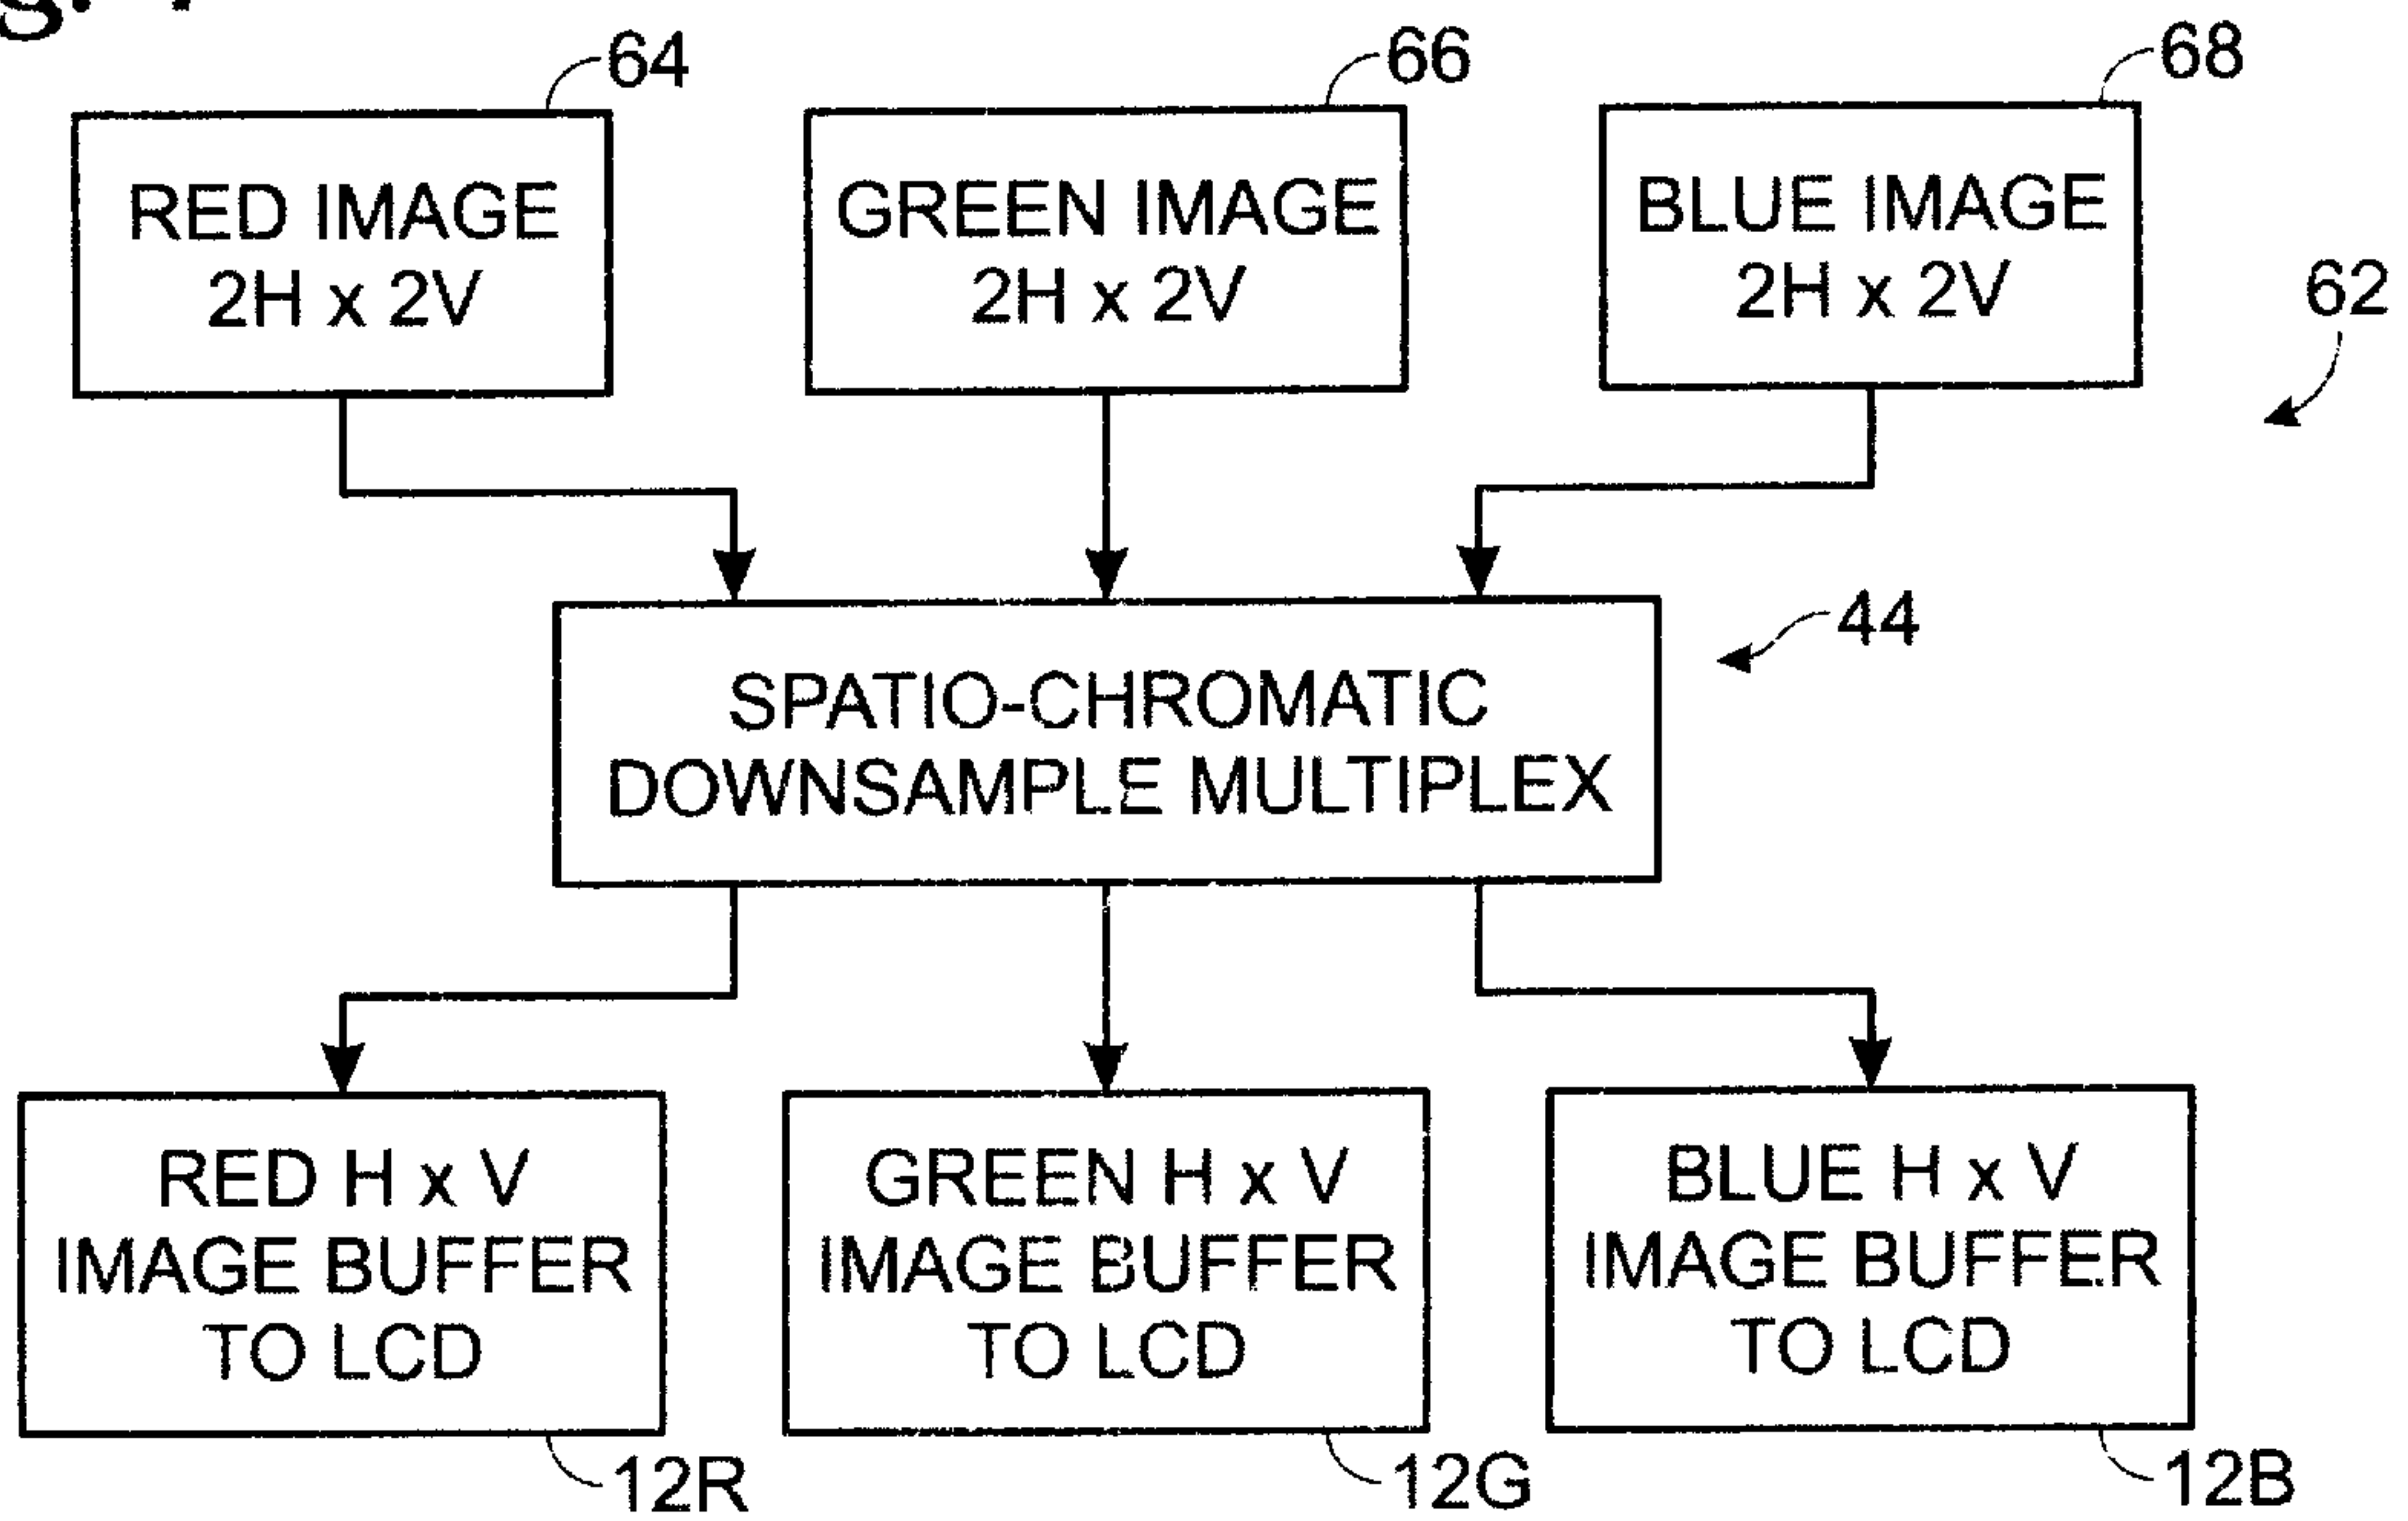 64
66
68
RED IMAGE
2H x 2V
GREEN IMAGE
2H x 2V
BLUE IMAGE
2H x 2V
62
44
SPATIO-CHROMATIC
DOWNSAMPLE MULTIPLEX
RED H x V
IMAGE BUFFER
TO LCD
GREEN H x V
IMAGE BUFFER
TO LCD
BLUE H x V
IMAGE BUFFER
TO LCD
12R
12G
12B